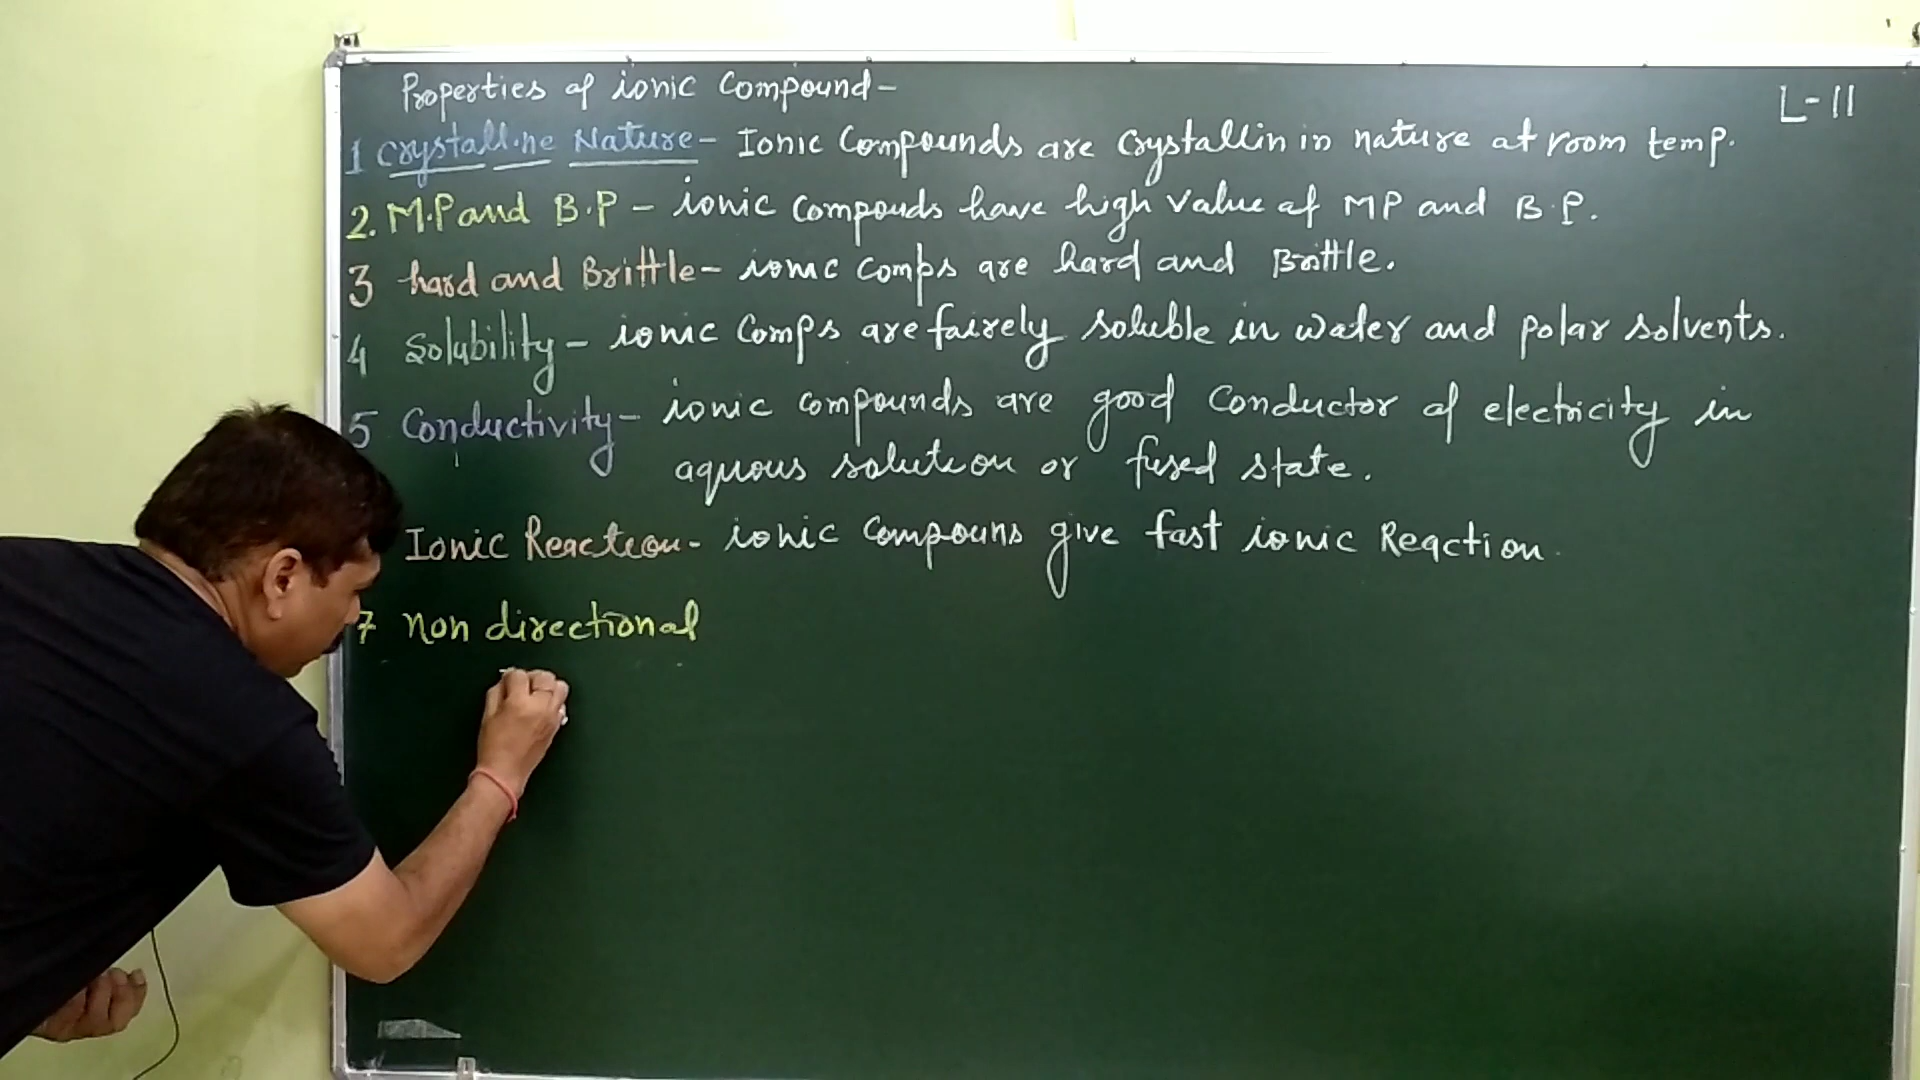 Properties of ionic Compound-
L-11
1 Crystalline Nature- Ionic Compounds are Crystallin in nature at room temp.
2. M.P and B.P - ionic Compouds have high value of MP and B.P.
3 hard and Brittle- ionic Comps are hard and Brittle.
4 Solubility - ionic Comps are fairely soluble in water and polar solvents.
5 Conductivity- ionic compounds are good Conductor of electricity in
aquous solution or fused state.
Ionic Reaction- ionic Compouns give fast ionic Reaction.
7 non directional